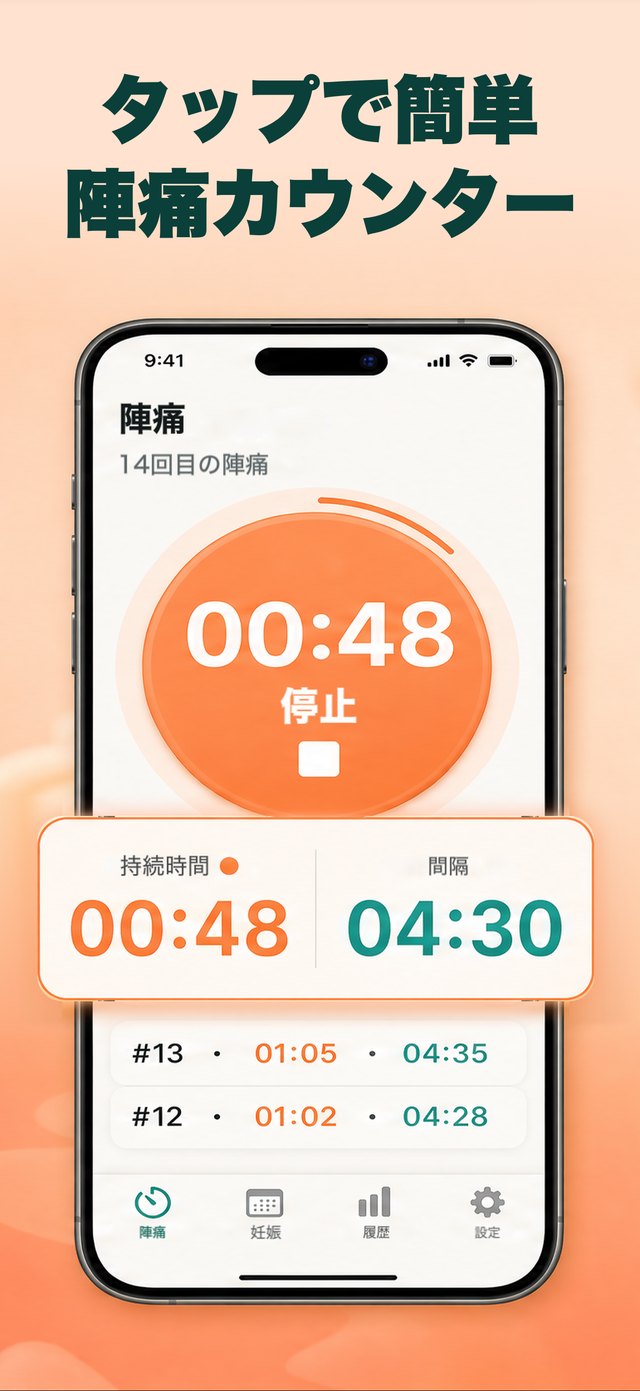 タップで簡単
陣痛カウンター
9:41
陣痛
14回目の陣痛
00:48
停止
持続時間 間隔
00:48 04:30
#13 • 01:05 • 04:35
#12 • 01:02 • 04:28
陣痛 妊娠 履歴 設定